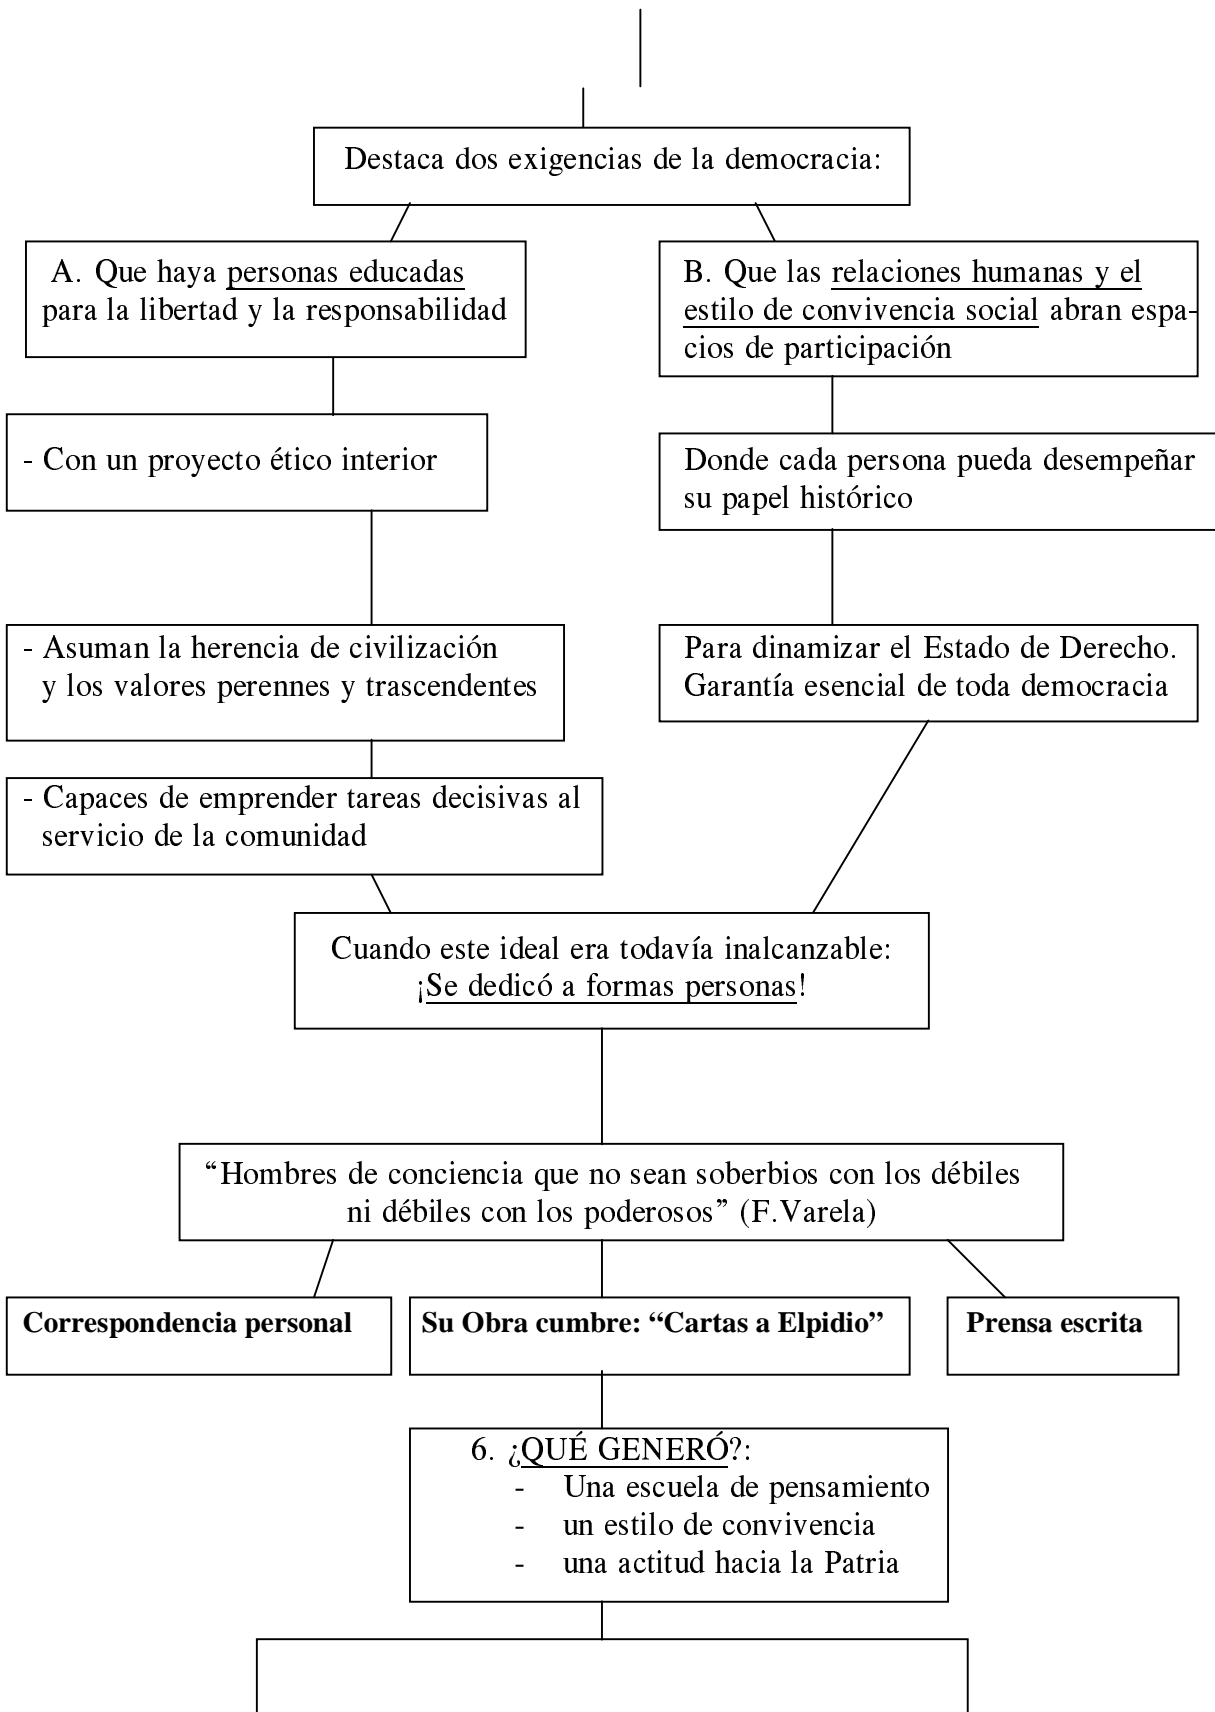 Destaca dos exigencias de la democracia:
A. Que haya personas educadas
para la libertad y la responsabilidad
B. Que las relaciones humanas y el
estilo de convivencia social abran espa-
cios de participación
- Con un proyecto ético interior
Donde cada persona pueda desempeñar
su papel histórico
- Asuman la herencia de civilización
y los valores perennes y trascendentes
Para dinamizar el Estado de Derecho.
Garantía esencial de toda democracia
- Capaces de emprender tareas decisivas al
servicio de la comunidad
Cuando este ideal era todavía inalcanzable:
¡Se dedicó a formas personas!
“Hombres de conciencia que no sean soberbios con los débiles
ni débiles con los poderosos” (F.Varela)
Correspondencia personal
Su Obra cumbre: “Cartas a Elpidio”
Prensa escrita
6. ¿QUÉ GENERÓ?:
- Una escuela de pensamiento
- un estilo de convivencia
- una actitud hacia la Patria